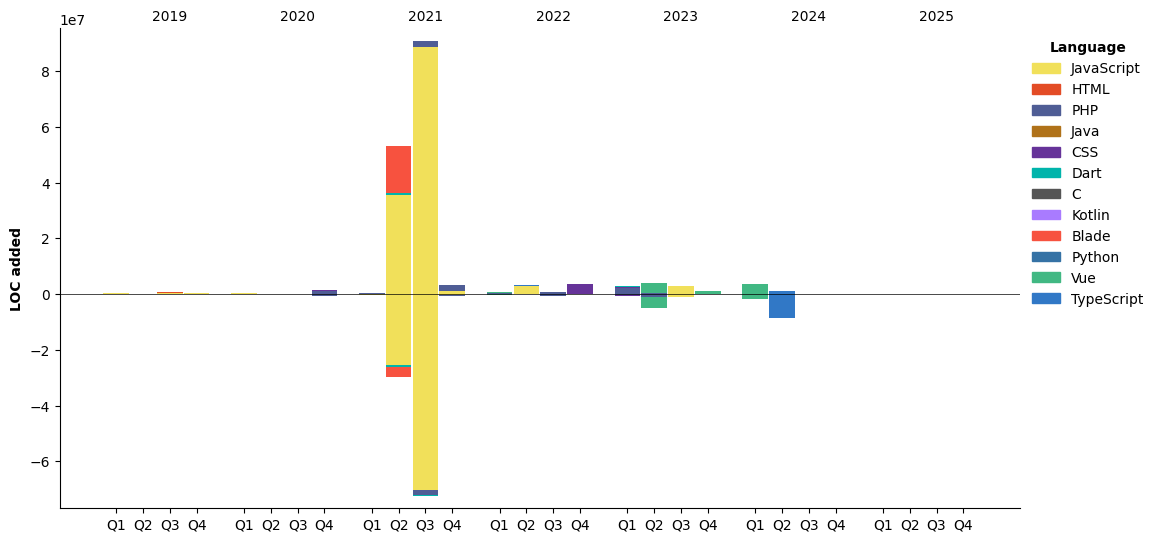 2019 2020 2021 2022 2023 2024 2025
1e7
8
6
4
2
0
−2
−4
−6
LOC added
Q1 Q2 Q3 Q4 Q1 Q2 Q3 Q4 Q1 Q2 Q3 Q4 Q1 Q2 Q3 Q4 Q1 Q2 Q3 Q4 Q1 Q2 Q3 Q4 Q1 Q2 Q3 Q4
Language
JavaScript
HTML
PHP
Java
CSS
Dart
C
Kotlin
Blade
Python
Vue
TypeScript